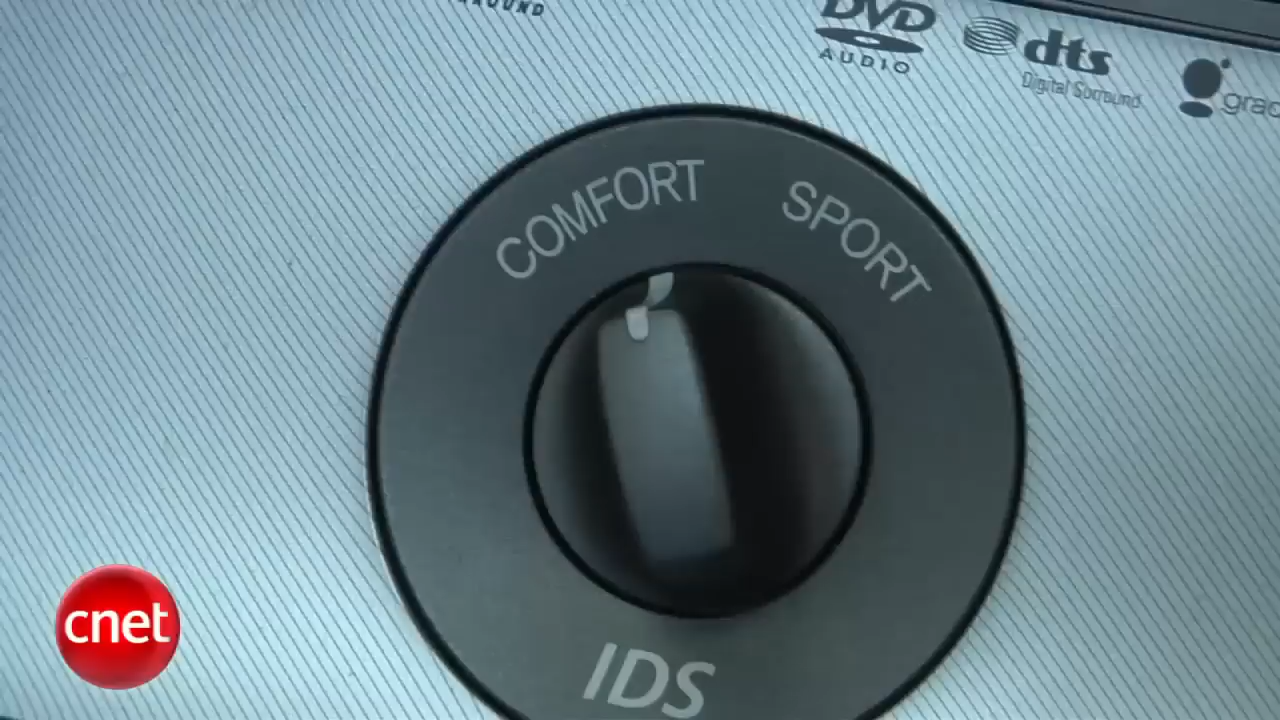 DVD
AUDIO
dts
Digital Surround
COMFORT
SPORT
IDS
cnet